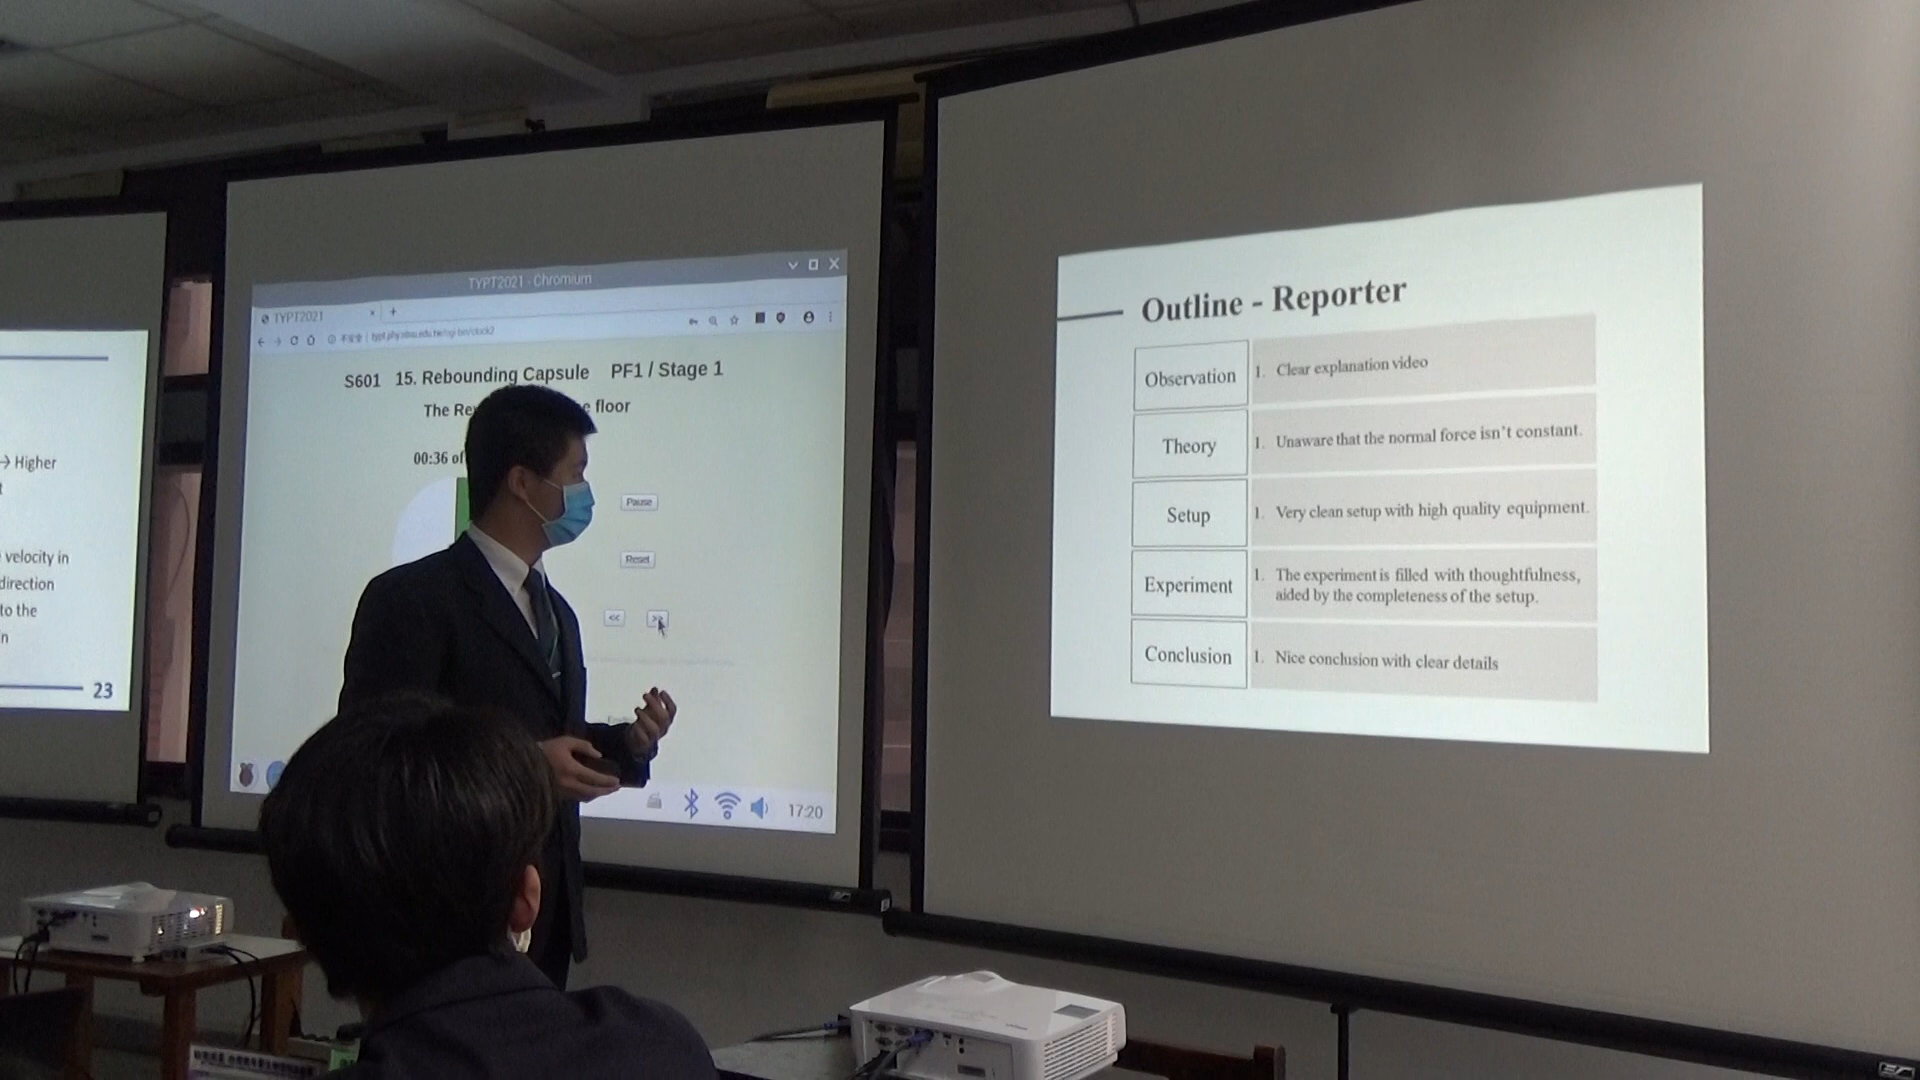 → Higher
velocity in
direction
to the
23
TYPT2021 - Chromium
TYPT2021
S601 15. Rebounding Capsule PF1 / Stage 1
The floor
00:36 of
Pause
Reset
<<
>>
17:20
Outline - Reporter
Observation
1. Clear explanation video
Theory
1. Unaware that the normal force isn't constant.
Setup
1. Very clean setup with high quality equipment.
Experiment
1. The experiment is filled with thoughtfulness,
aided by the completeness of the setup.
Conclusion
1. Nice conclusion with clear details